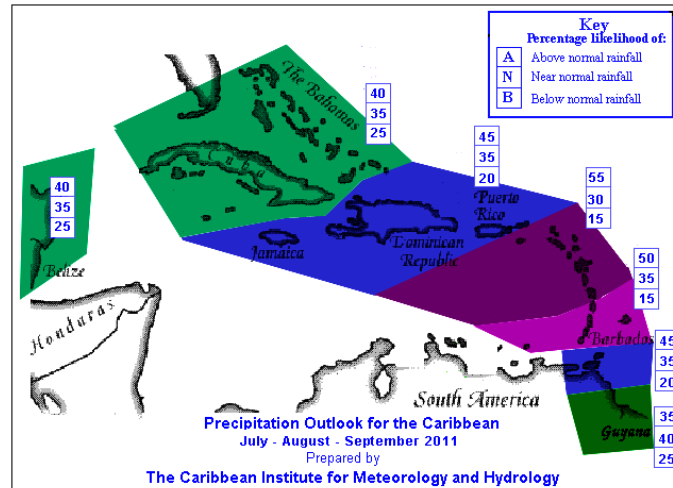 Key
Percentage likelihood of:
A Above normal rainfall
N Near normal rainfall
B Below normal rainfall
The Bahamas
40
35
25
45
35
20
Cuba
40
35
25
Puerto
Rico
55
30
15
Jamaica
Dominican
Republic
Belize
50
35
15
Honduras
Barbados
45
35
20
South America
Guyana
35
40
25
Precipitation Outlook for the Caribbean
July - August - September 2011
Prepared by
The Caribbean Institute for Meteorology and Hydrology